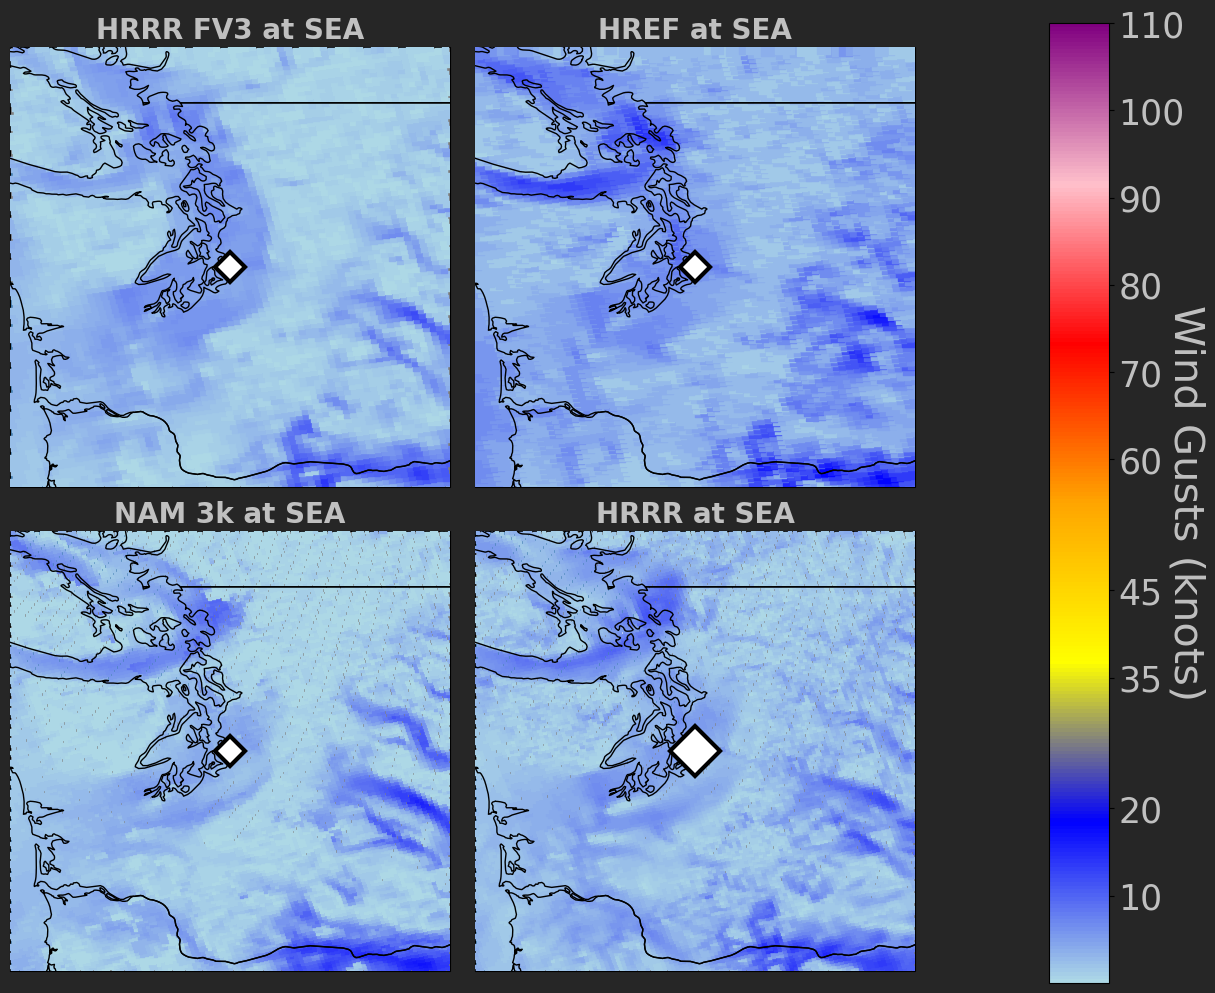 HRRR FV3 at SEA
HREF at SEA
NAM 3k at SEA
HRRR at SEA
110
100
90
80
70
60
45
35
20
10
Wind Gusts (knots)